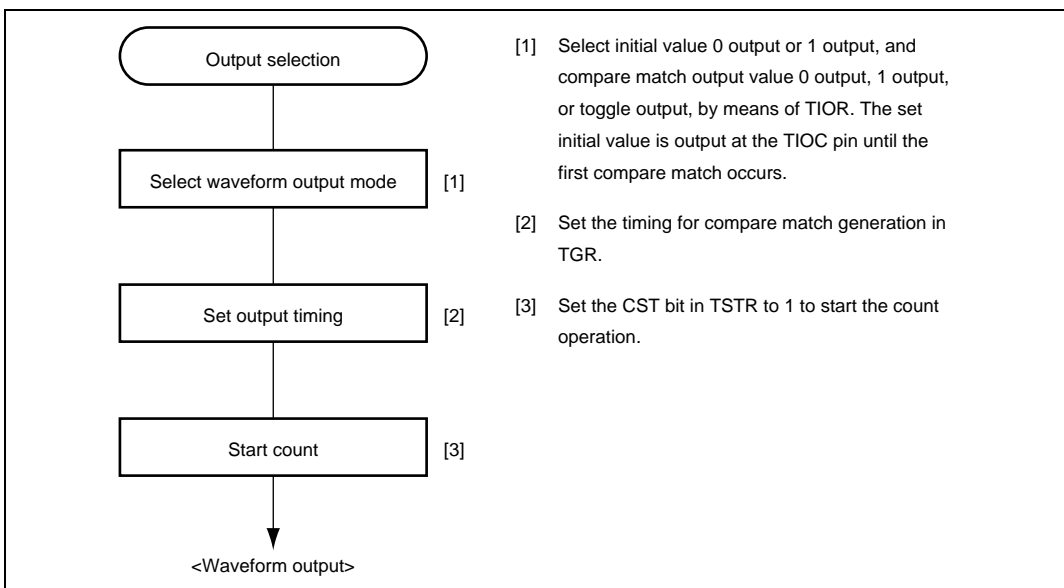 Output selection
Select waveform output mode [1]
Set output timing [2]
Start count [3]
<Waveform output>
[1] Select initial value 0 output or 1 output, and
compare match output value 0 output, 1 output,
or toggle output, by means of TIOR. The set
initial value is output at the TIOC pin until the
first compare match occurs.
[2] Set the timing for compare match generation in
TGR.
[3] Set the CST bit in TSTR to 1 to start the count
operation.